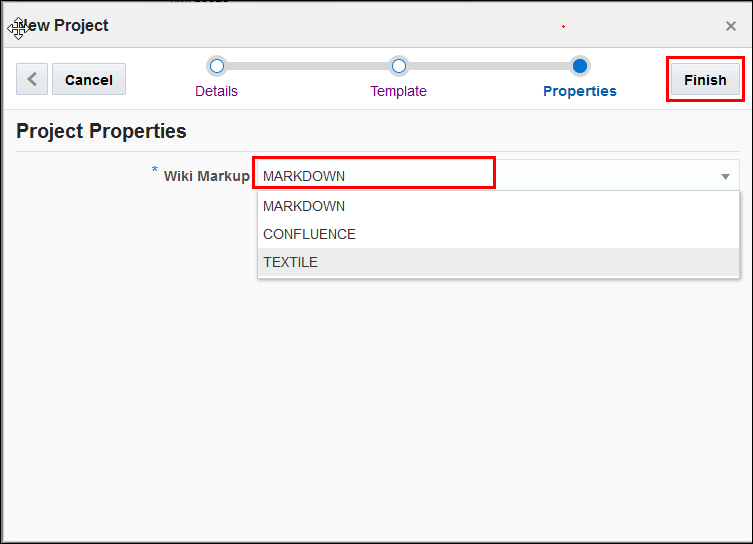 New Project
Cancel
Details
Template
Properties
Finish
Project Properties
* Wiki Markup
MARKDOWN
MARKDOWN
CONFLUENCE
TEXTILE